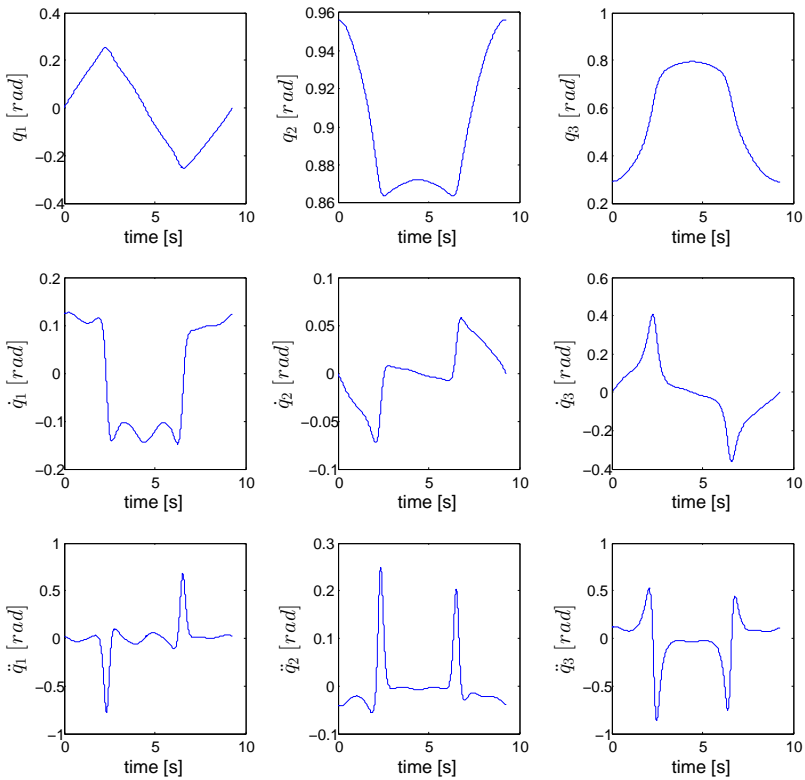 0.4
0.2
0
−0.2
−0.4
q1 [rad]
0 5 10
time [s]
0.96
0.94
0.92
0.9
0.88
0.86
q2 [rad]
0 5 10
time [s]
1
0.8
0.6
0.4
0.2
q3 [rad]
0 5 10
time [s]
0.2
0.1
0
−0.1
−0.2
q̇1 [rad]
0 5 10
time [s]
0.1
0.05
0
−0.05
−0.1
q̇2 [rad]
0 5 10
time [s]
0.6
0.4
0.2
0
−0.2
−0.4
q̇3 [rad]
0 5 10
time [s]
1
0.5
0
−0.5
−1
q̈1 [rad]
0 5 10
time [s]
0.3
0.2
0.1
0
−0.1
q̈2 [rad]
0 5 10
time [s]
1
0.5
0
−0.5
−1
q̈3 [rad]
0 5 10
time [s]